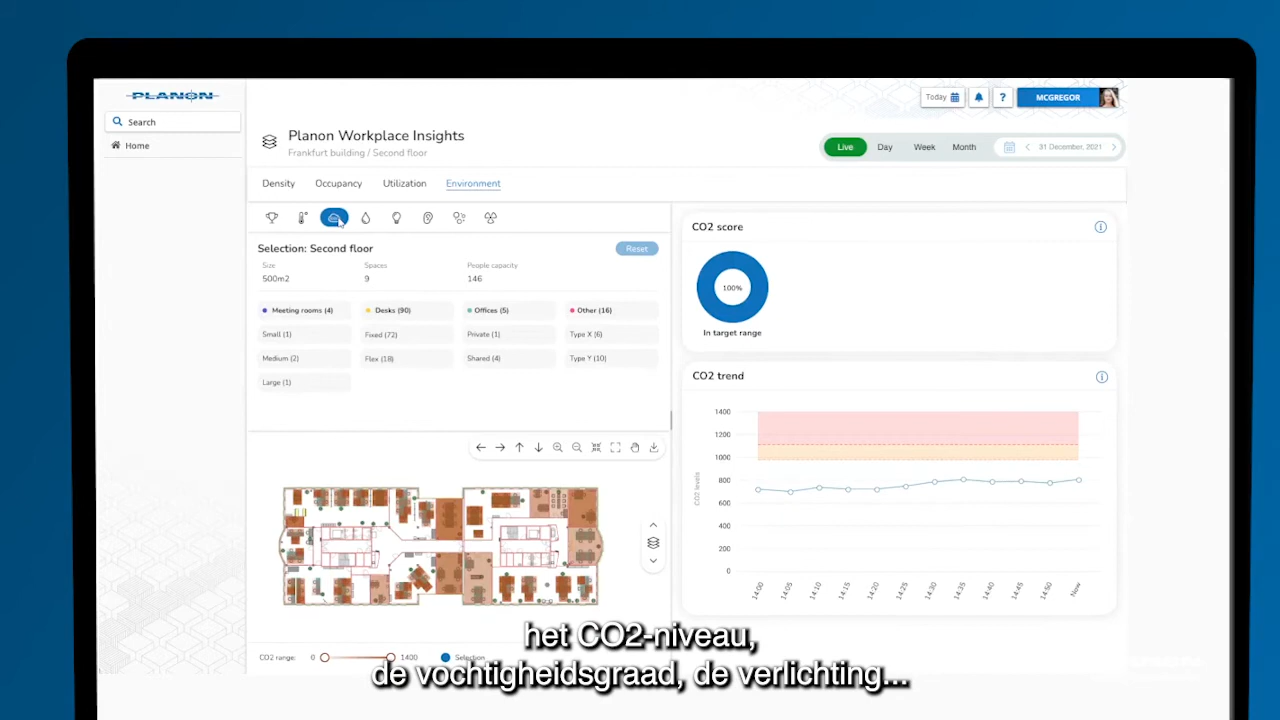 PLANON
Search
Home
Today
?
MCGREGOR
Planon Workplace Insights
Frankfurt building / Second floor
Live
Day
Week
Month
31 December, 2021
Density
Occupancy
Utilization
Environment
Selection: Second floor
Reset
Size
Spaces
People capacity
500m2
9
146
Meeting rooms (4)
Desks (90)
Offices (5)
Other (16)
Small (1)
Fixed (72)
Private (1)
Type X (6)
Medium (2)
Flex (18)
Shared (4)
Type Y (10)
Large (1)
CO2 range:
0
1400
Selection
CO2 score
100%
In target range
CO2 trend
CO2 levels
1400
1200
1000
800
600
400
200
0
14:00
14:05
14:10
14:15
14:20
14:25
14:30
14:35
14:40
14:45
14:50
Now
het CO2-niveau,
de vochtigheidsgraad, de verlichting...